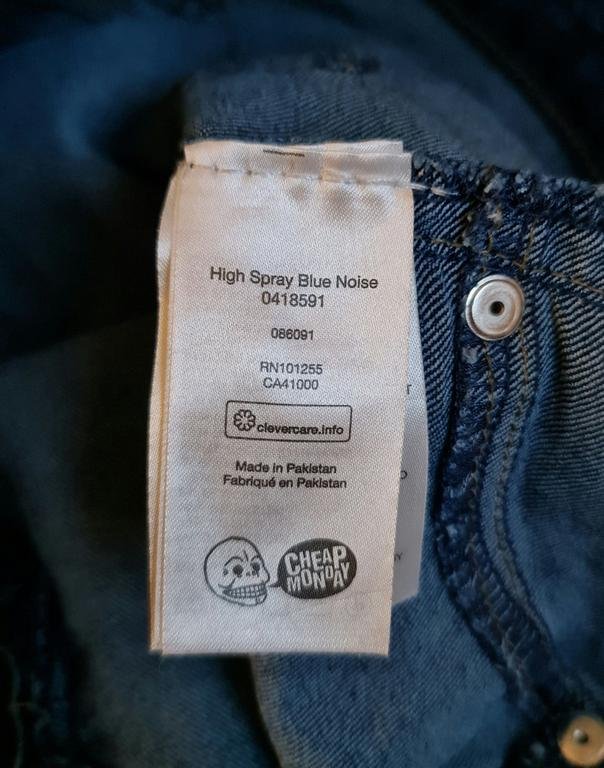 High Spray Blue Noise
0418591
086091
RN101255
CA41000
clevercare.info
Made in Pakistan
Fabriqué en Pakistan
CHEAP
MONDAY